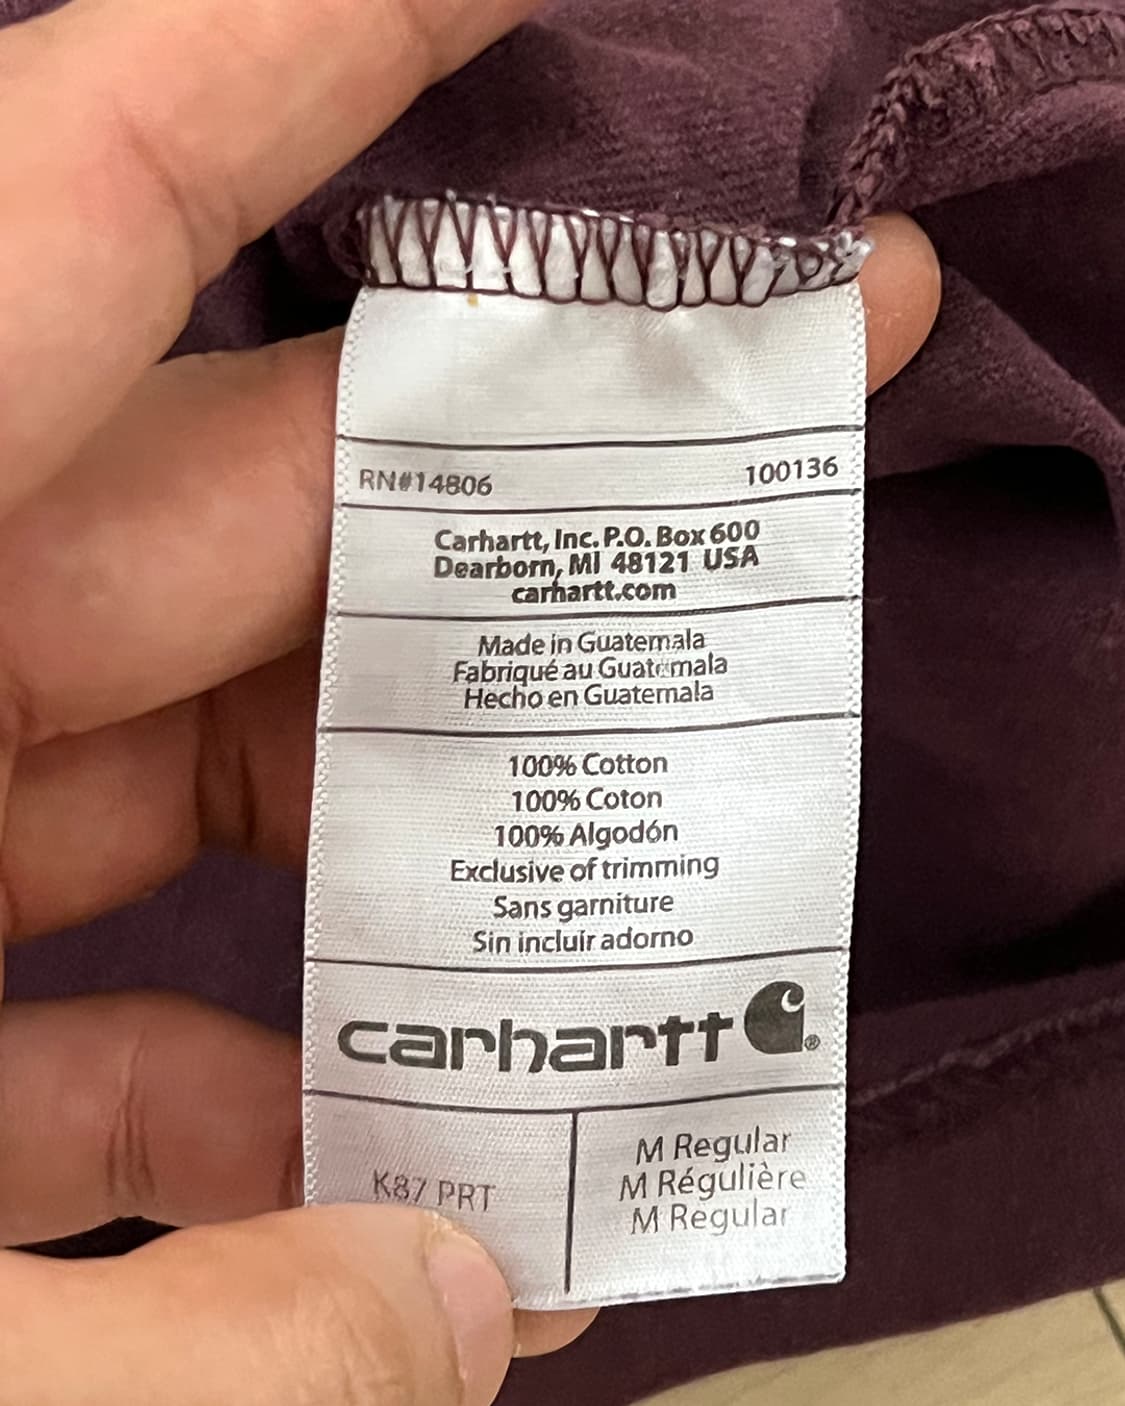 RN#14806 100136
Carhartt, Inc. P.O. Box 600
Dearborn, MI 48121 USA
carhartt.com
Made in Guatemala
Fabriqué au Guatemala
Hecho en Guatemala
100% Cotton
100% Coton
100% Algodón
Exclusive of trimming
Sans garniture
Sin incluir adorno
carhartt®
K87 PRT
M Regular
M Régulière
M Regular